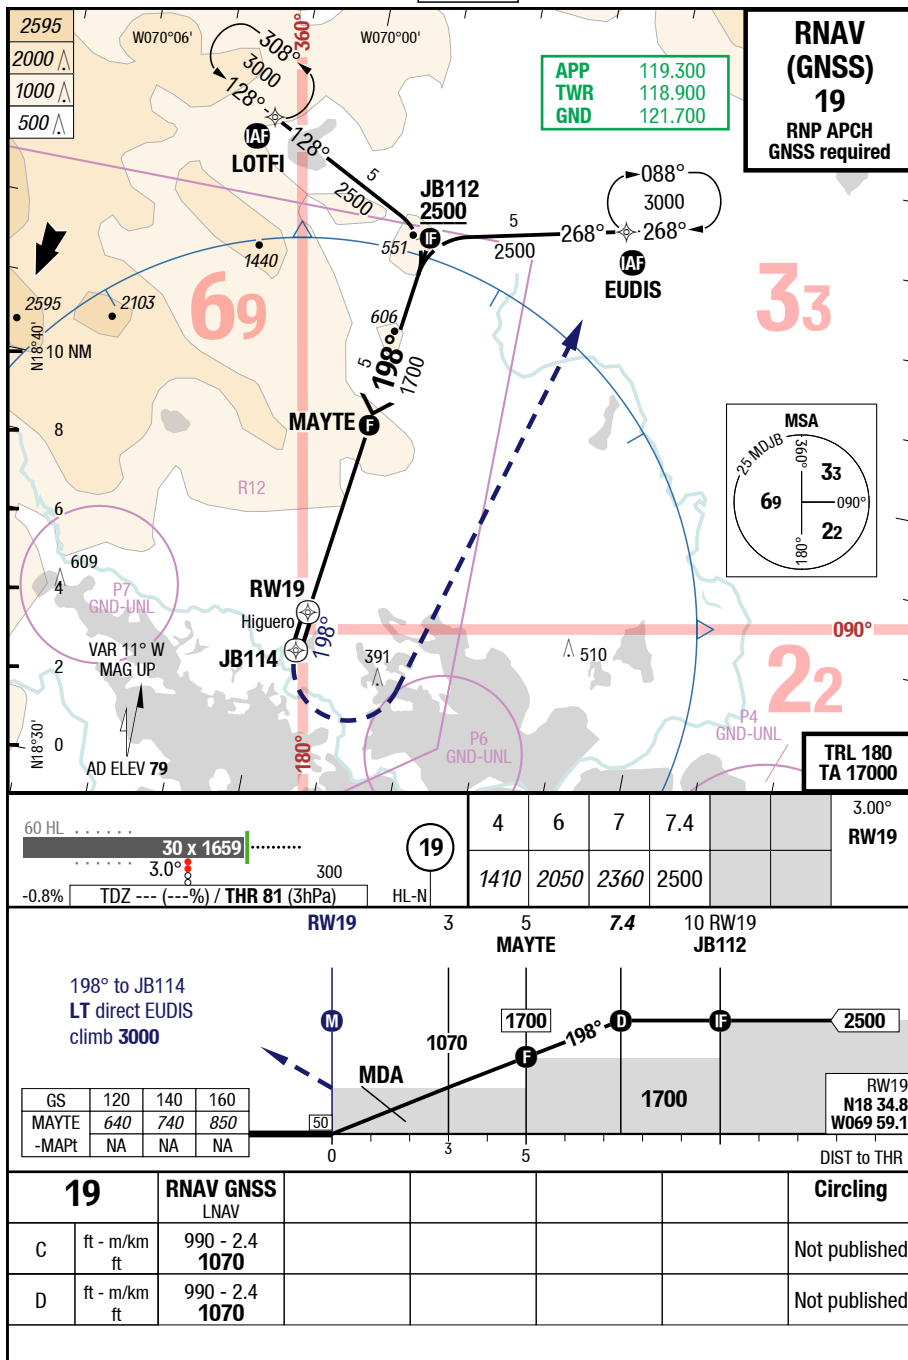 2595
2000
1000
500
W070°06'
W070°00'
360°
308°
3000
128°
IAF
LOTFI
128°
5
2500
APP 119.300
TWR 118.900
GND 121.700
RNAV
(GNSS)
19
RNP APCH
GNSS required
JB112
2500
IF
551
5
2500
268°
088°
3000
268°
IAF
EUDIS
1440
2595
2103
69
33
N18°40'
10 NM
606
5
198°
1700
MAYTE
F
8
R12
6
MSA
25 MDJB
360°
33
69
090°
22
180°
609
4
P7
GND-UNL
RW19
Higuero
198°
090°
JB114
VAR 11° W
MAG UP
2
391
510
22
P4
GND-UNL
P6
GND-UNL
N18°30'
0
180°
AD ELEV 79
TRL 180
TA 17000
60 HL
30 x 1659
3.0°
300
-0.8%
TDZ --- (---%) / THR 81 (3hPa)
HL-N
19
4 6 7 7.4
1410 2050 2360 2500
3.00°
RW19
RW19 3 5 7.4 10 RW19
MAYTE JB112
198° to JB114
LT direct EUDIS
climb 3000
M
1070
1700
F
198°
D
IF
2500
MDA
1700
50
RW19
N18 34.8
W069 59.1
GS 120 140 160
MAYTE 640 740 850
-MAPt NA NA NA
0 3 5 DIST to THR
19 RNAV GNSS Circling
LNAV
C ft - m/km 990 - 2.4 Not published
ft 1070
D ft - m/km 990 - 2.4 Not published
ft 1070